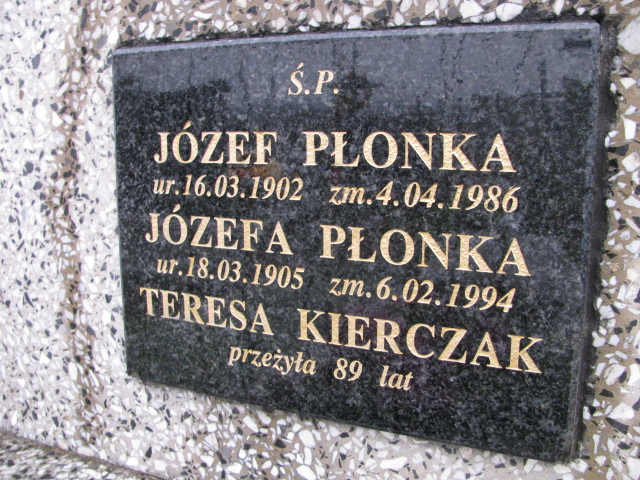 Ś.P.
JÓZEF PŁONKA
ur.16.03.1902 zm.4.04.1986
JÓZEFA PŁONKA
ur.18.03.1905 zm.6.02.1994
TERESA KIERCZAK
przeżyła 89 lat